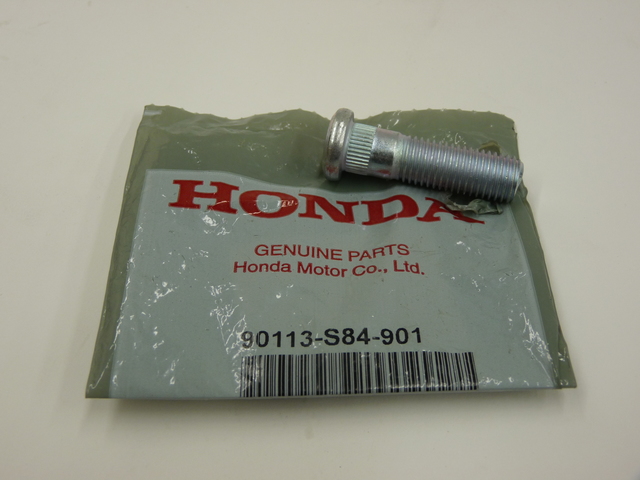 HONDA
GENUINE PARTS
Honda Motor Co., Ltd.
90113-S84-901